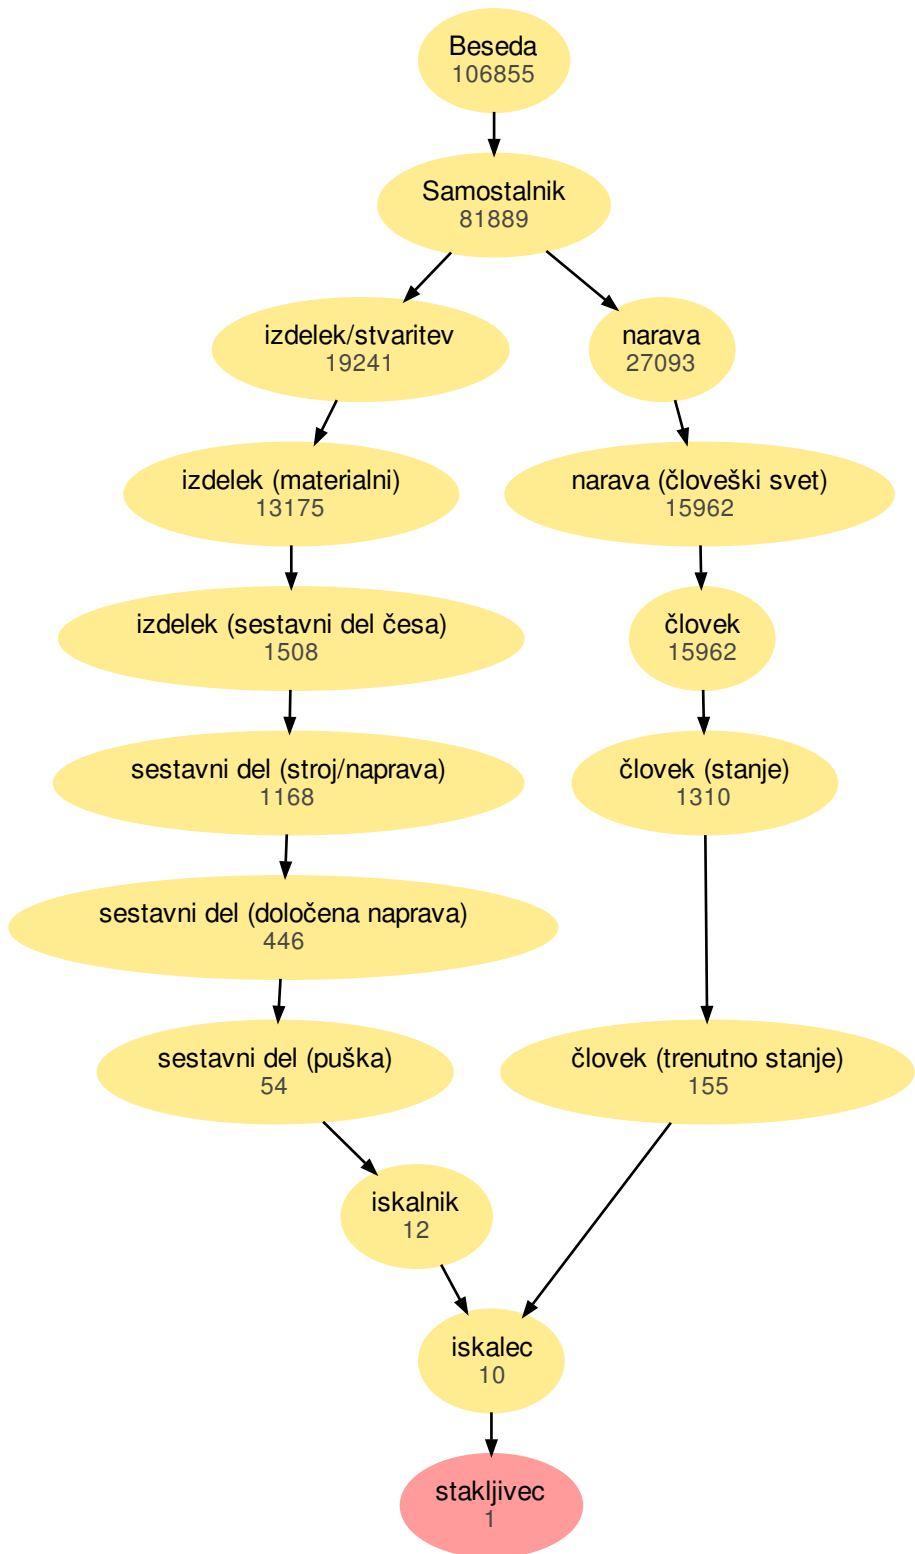 Beseda
106855
Samostalnik
81889
izdelek/stvaritev
19241
narava
27093
izdelek (materialni)
13175
narava (človeški svet)
15962
izdelek (sestavni del česa)
1508
človek
15962
sestavni del (stroj/naprava)
1168
človek (stanje)
1310
sestavni del (določena naprava)
446
sestavni del (puška)
54
človek (trenutno stanje)
155
iskalnik
12
iskalec
10
stakljivec
1